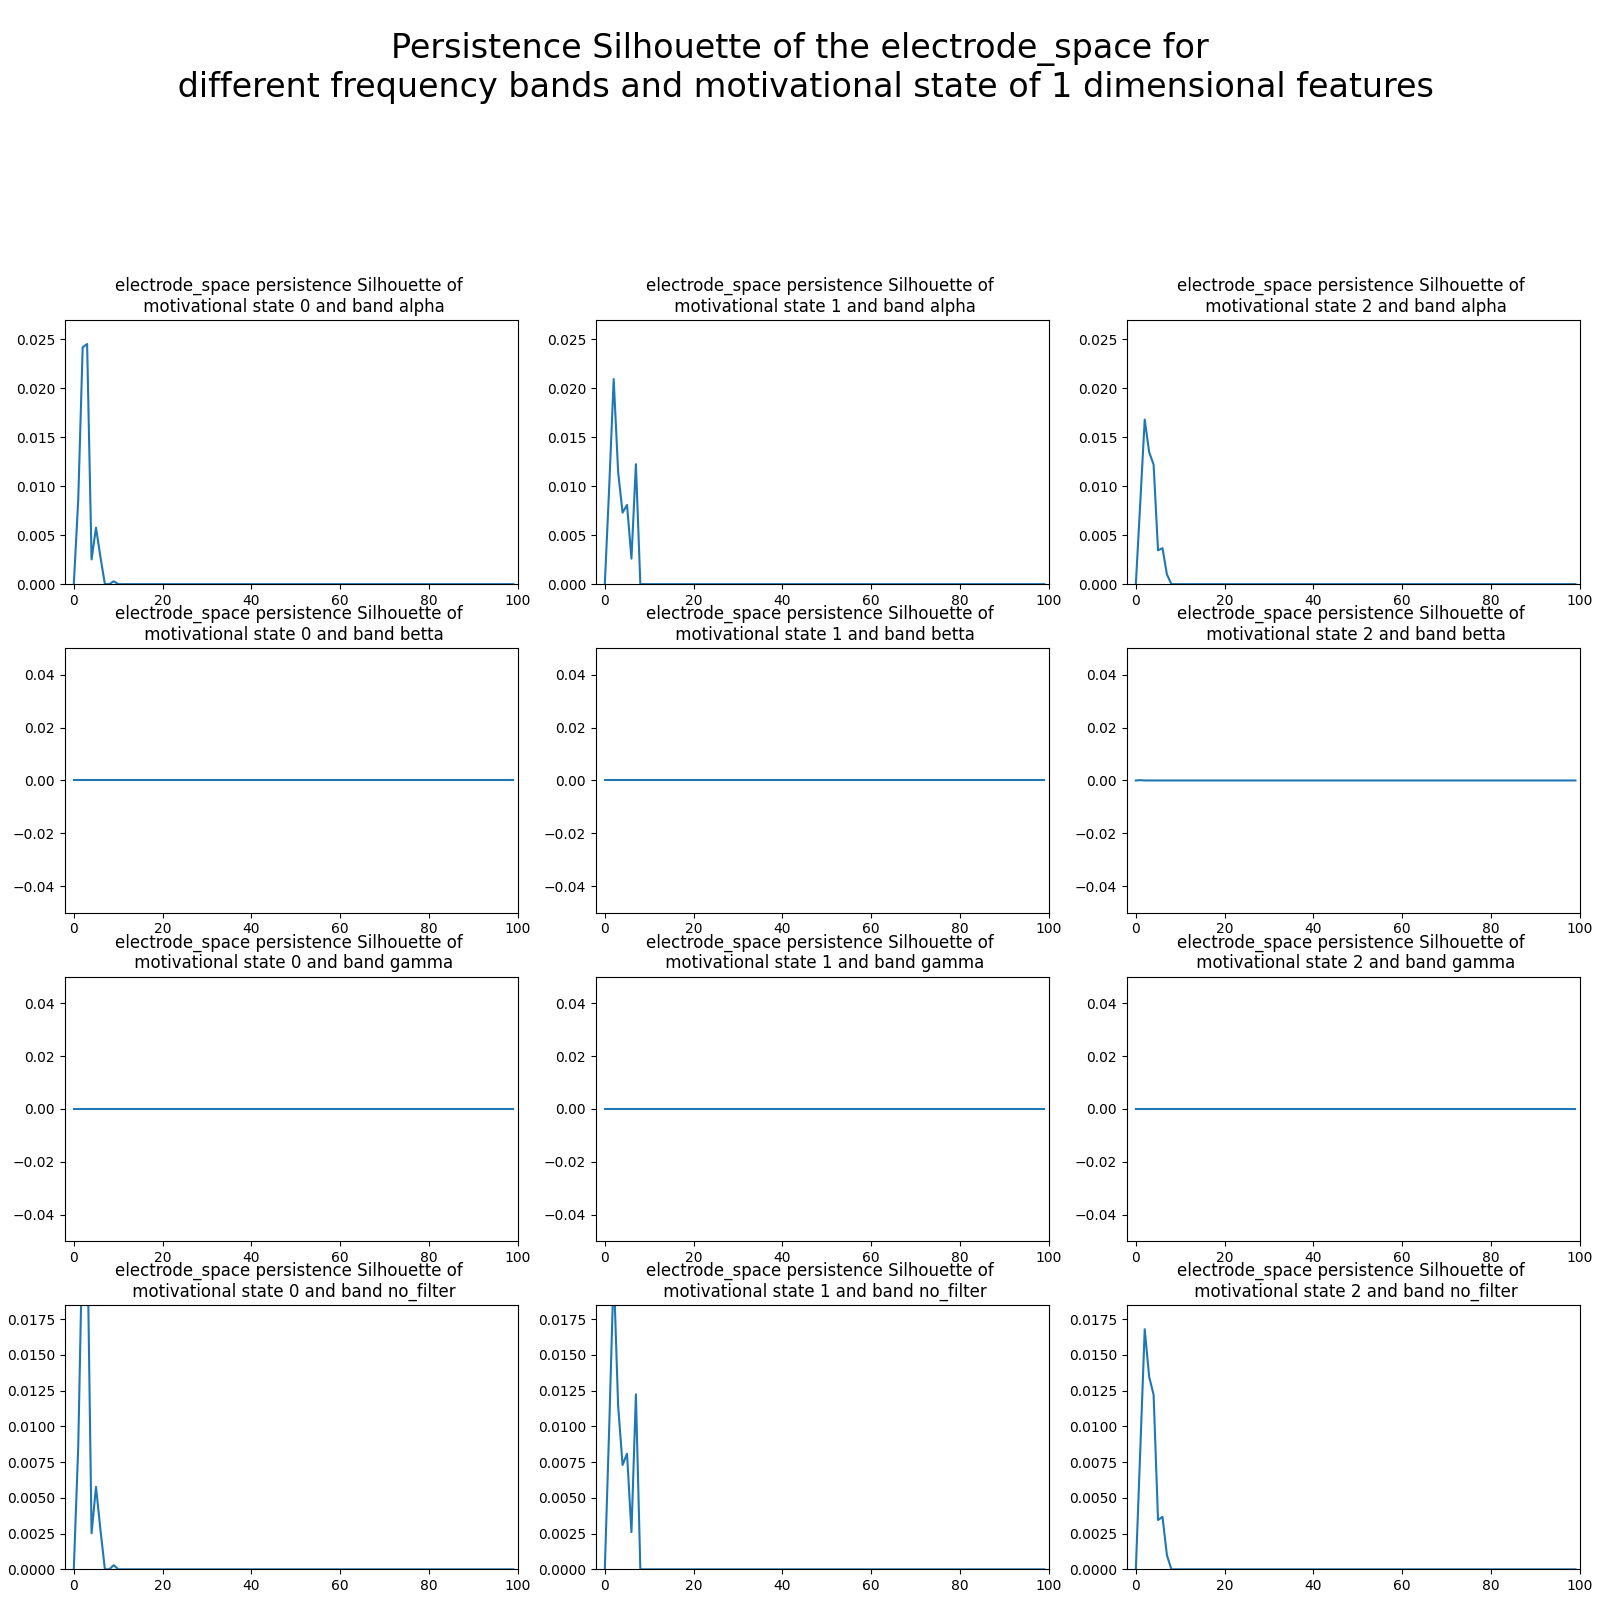 Persistence Silhouette of the electrode_space for
different frequency bands and motivational state of 1 dimensional features
electrode_space persistence Silhouette of
motivational state 0 and band alpha
0.025
0.020
0.015
0.010
0.005
0.000
0 20 40 60 80 100
electrode_space persistence Silhouette of
motivational state 1 and band alpha
0.025
0.020
0.015
0.010
0.005
0.000
0 20 40 60 80 100
electrode_space persistence Silhouette of
motivational state 2 and band alpha
0.025
0.020
0.015
0.010
0.005
0.000
0 20 40 60 80 100
electrode_space persistence Silhouette of
motivational state 0 and band betta
0.04
0.02
0.00
−0.02
−0.04
0 20 40 60 80 100
electrode_space persistence Silhouette of
motivational state 1 and band betta
0.04
0.02
0.00
−0.02
−0.04
0 20 40 60 80 100
electrode_space persistence Silhouette of
motivational state 2 and band betta
0.04
0.02
0.00
−0.02
−0.04
0 20 40 60 80 100
electrode_space persistence Silhouette of
motivational state 0 and band gamma
0.04
0.02
0.00
−0.02
−0.04
0 20 40 60 80 100
electrode_space persistence Silhouette of
motivational state 1 and band gamma
0.04
0.02
0.00
−0.02
−0.04
0 20 40 60 80 100
electrode_space persistence Silhouette of
motivational state 2 and band gamma
0.04
0.02
0.00
−0.02
−0.04
0 20 40 60 80 100
electrode_space persistence Silhouette of
motivational state 0 and band no_filter
0.0175
0.0150
0.0125
0.0100
0.0075
0.0050
0.0025
0.0000
0 20 40 60 80 100
electrode_space persistence Silhouette of
motivational state 1 and band no_filter
0.0175
0.0150
0.0125
0.0100
0.0075
0.0050
0.0025
0.0000
0 20 40 60 80 100
electrode_space persistence Silhouette of
motivational state 2 and band no_filter
0.0175
0.0150
0.0125
0.0100
0.0075
0.0050
0.0025
0.0000
0 20 40 60 80 100